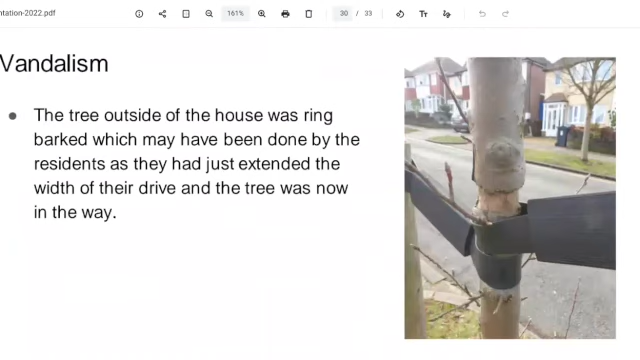 ntation-2022.pdf
161%
30 / 33
Tт
Vandalism
● The tree outside of the house was ring
barked which may have been done by the
residents as they had just extended the
width of their drive and the tree was now
in the way.